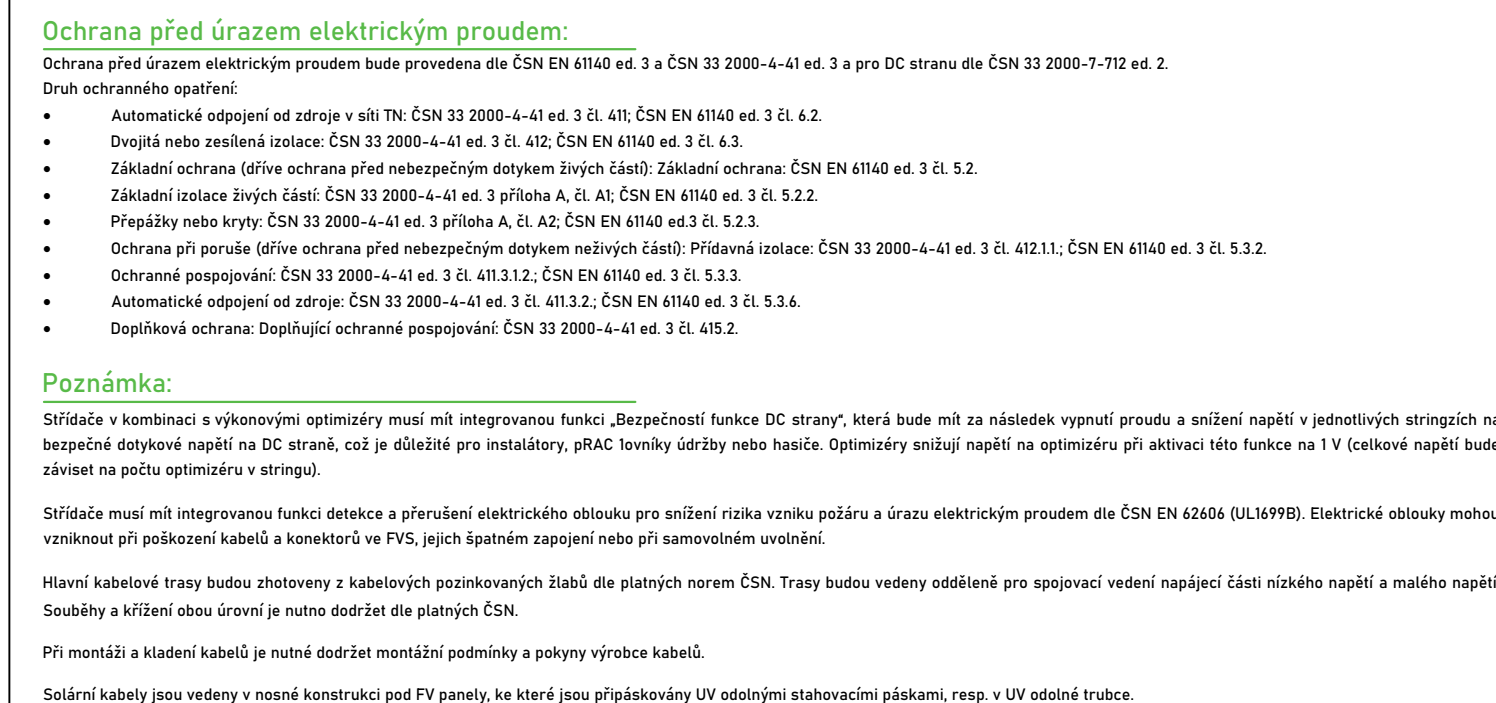 Ochrana před úrazem elektrickým proudem:
Ochrana před úrazem elektrickým proudem bude provedena dle ČSN EN 61140 ed. 3 a ČSN 33 2000-4-41 ed. 3 a pro DC stranu dle ČSN 33 2000-7-712 ed. 2.
Druh ochranného opatření:
• Automatické odpojení od zdroje v síti TN: ČSN 33 2000-4-41 ed. 3 čl. 411; ČSN EN 61140 ed. 3 čl. 6.2.
• Dvojitá nebo zesílená izolace: ČSN 33 2000-4-41 ed. 3 čl. 412; ČSN EN 61140 ed. 3 čl. 6.3.
• Základní ochrana (dříve ochrana před nebezpečným dotykem živých částí): Základní ochrana: ČSN EN 61140 ed. 3 čl. 5.2.
• Základní izolace živých částí: ČSN 33 2000-4-41 ed. 3 příloha A, čl. A1; ČSN EN 61140 ed. 3 čl. 5.2.2.
• Přepážky nebo kryty: ČSN 33 2000-4-41 ed. 3 příloha A, čl. A2; ČSN EN 61140 ed.3 čl. 5.2.3.
• Ochrana při poruše (dříve ochrana před nebezpečným dotykem neživých částí): Přídavná izolace: ČSN 33 2000-4-41 ed. 3 čl. 412.1.1.; ČSN EN 61140 ed. 3 čl. 5.3.2.
• Ochranné pospojování: ČSN 33 2000-4-41 ed. 3 čl. 411.3.1.2.; ČSN EN 61140 ed. 3 čl. 5.3.3.
• Automatické odpojení od zdroje: ČSN 33 2000-4-41 ed. 3 čl. 411.3.2.; ČSN EN 61140 ed. 3 čl. 5.3.6.
• Doplňková ochrana: Doplňující ochranné pospojování: ČSN 33 2000-4-41 ed. 3 čl. 415.2.
Poznámka:
Střídače v kombinaci s výkonovými optimizéry musí mít integrovanou funkci „Bezpečností funkce DC strany“, která bude mít za následek vypnutí proudu a snížení napětí v jednotlivých stringzích na
bezpečné dotykové napětí na DC straně, což je důležité pro instalátory, pRAC 1ovníky údržby nebo hasiče. Optimizéry snižují napětí na optimizéru při aktivaci této funkce na 1 V (celkové napětí bude
záviset na počtu optimizéru v stringu).
Střídače musí mít integrovanou funkci detekce a přerušení elektrického oblouku pro snížení rizika vzniku požáru a úrazu elektrickým proudem dle ČSN EN 62606 (UL1699B). Elektrické oblouky mohou
vzniknout při poškození kabelů a konektorů ve FVS, jejich špatném zapojení nebo při samovolném uvolnění.
Hlavní kabelové trasy budou zhotoveny z kabelových pozinkovaných žlabů dle platných norem ČSN. Trasy budou vedeny odděleně pro spojovací vedení napájecí části nízkého napětí a malého napětí
Souběhy a křížení obou úrovní je nutno dodržet dle platných ČSN.
Při montáži a kladení kabelů je nutné dodržet montážní podmínky a pokyny výrobce kabelů.
Solární kabely jsou vedeny v nosné konstrukci pod FV panely, ke které jsou připáskovány UV odolnými stahovacími páskami, resp. v UV odolné trubce.